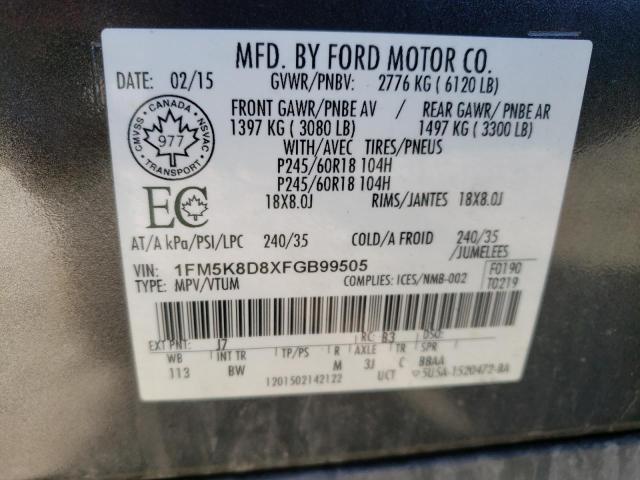 MFD. BY FORD MOTOR CO.
DATE: 02/15 GVWR/PNBV: 2776 KG ( 6120 LB)
FRONT GAWR/PNBE AV / REAR GAWR/ PNBE AR
1397 KG ( 3080 LB) 1497 KG ( 3300 LB)
WITH/AVEC TIRES/PNEUS
P245/60R18 104H
P245/60R18 104H
18X8.0J RIMS/JANTES 18X8.0J
CANADA
CMVSS NSVAC
977
TRANSPORT
EC
AT/A kPa/PSI/LPC 240/35 COLD/A FROID 240/35
/JUMELEES
VIN: 1FM5K8D8XFGB99505 F0190
TYPE: MPV/VTUM COMPLIES: ICES/NMB-002 T0219
EXT PNT: J7 RC: B3 DSO:
WB INT TR TP/PS R AXLE TR SPR
113 BW M 3J C BBAA
1201502142122 UCT 5U5A-1520472-BA